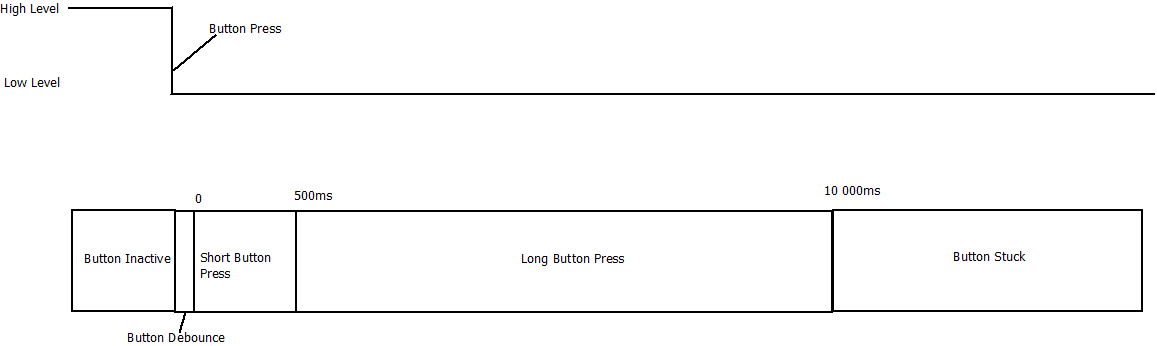 High Level
Button Press
Low Level
0
500ms
10 000ms
Button Inactive
Short Button
Press
Long Button Press
Button Stuck
Button Debounce